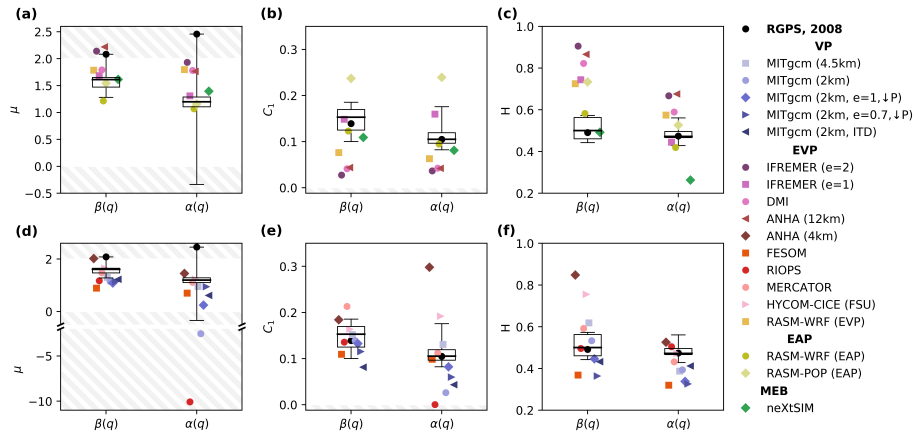 (a)
(b)
(c)
2.5
2.0
1.5
1.0
0.5
0.0
−0.5
μ
β(q)
α(q)
0.3
0.2
0.1
0.0
C₁
β(q)
α(q)
1.0
0.8
0.6
0.4
0.2
H
β(q)
α(q)
(d)
(e)
(f)
2
0
−5
−10
μ
β(q)
α(q)
0.3
0.2
0.1
0.0
C₁
β(q)
α(q)
1.0
0.8
0.6
0.4
0.2
H
β(q)
α(q)
RGPS, 2008
VP
MITgcm (4.5km)
MITgcm (2km)
MITgcm (2km, e=1,↓P)
MITgcm (2km, e=0.7,↓P)
MITgcm (2km, ITD)
EVP
IFREMER (e=2)
IFREMER (e=1)
DMI
ANHA (12km)
ANHA (4km)
FESOM
RIOPS
MERCATOR
HYCOM-CICE (FSU)
RASM-WRF (EVP)
EAP
RASM-WRF (EAP)
RASM-POP (EAP)
MEB
neXtSIM